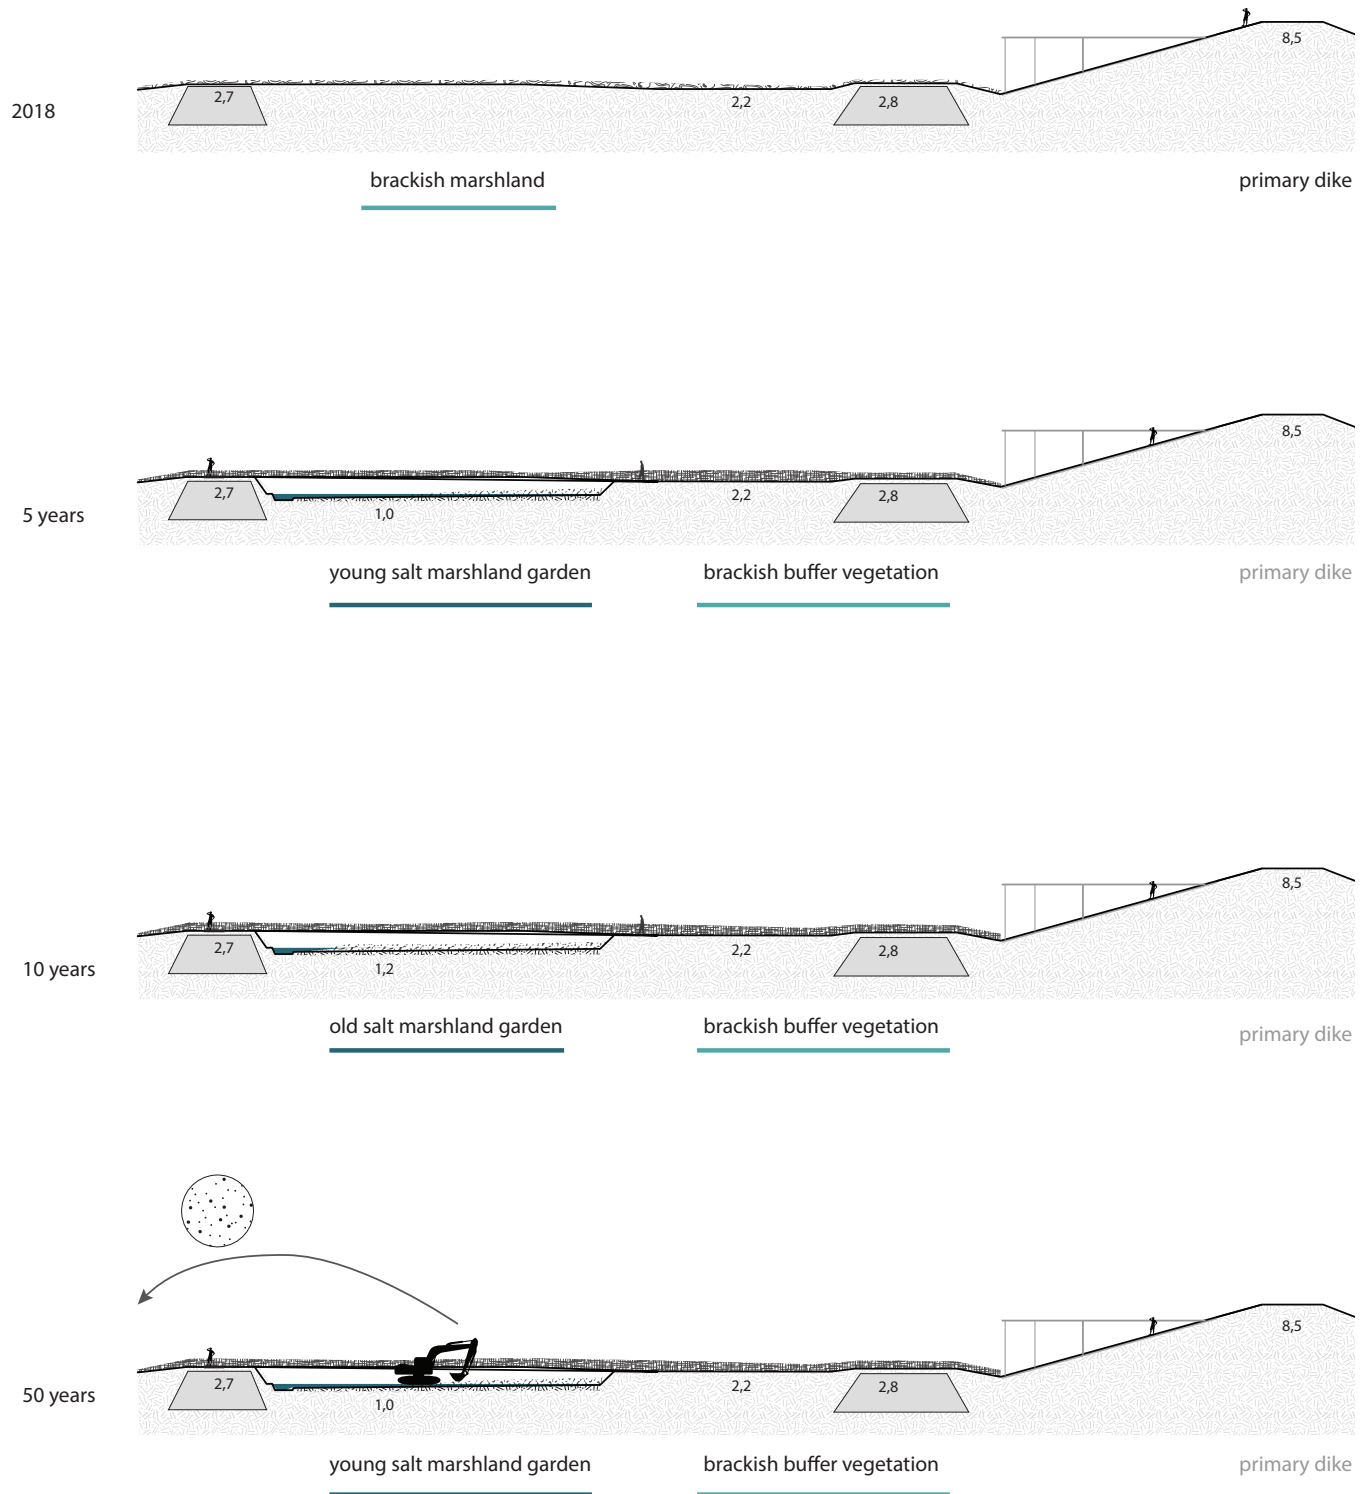 8,5
2,7
2,2
2,8
2018
brackish marshland
primary dike
8,5
2,7
2,2
2,8
5 years
1,0
young salt marshland garden
brackish buffer vegetation
primary dike
8,5
2,7
2,2
2,8
10 years
1,2
old salt marshland garden
brackish buffer vegetation
primary dike
8,5
2,7
2,2
2,8
50 years
1,0
young salt marshland garden
brackish buffer vegetation
primary dike